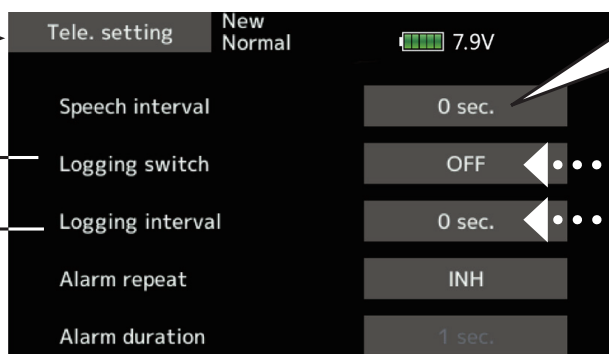 Tele. setting
New
Normal
7.9V
Speech interval 0 sec.
Logging switch OFF
Logging interval 0 sec.
Alarm repeat INH
Alarm duration 1 sec.